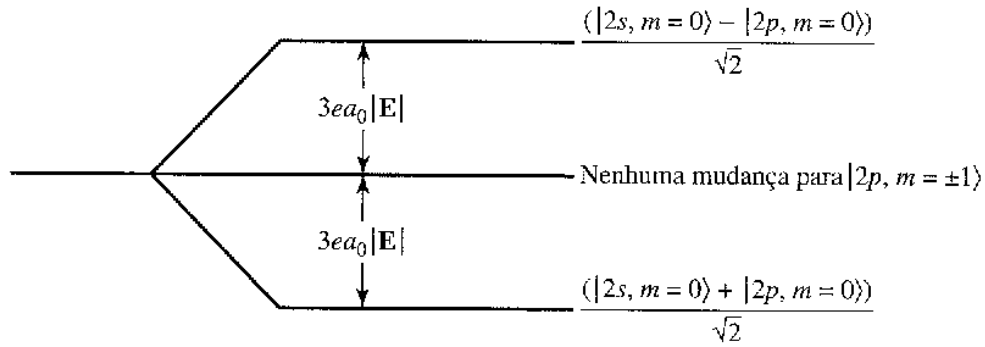 (|2s, m = 0⟩ − |2p, m = 0⟩)
√2
3ea₀|E|
Nenhuma mudança para |2p, m = ±1⟩
3ea₀|E|
(|2s, m = 0⟩ + |2p, m = 0⟩)
√2